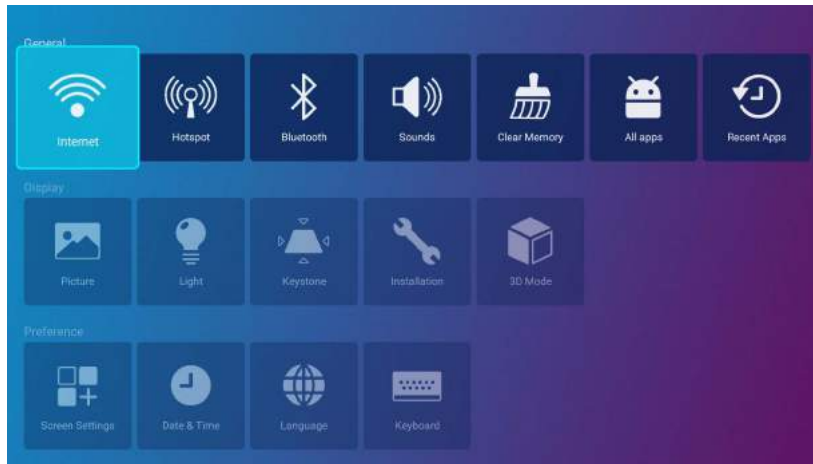 General
Internet
Hotspot
Bluetooth
Sounds
Clear Memory
All apps
Recent Apps
Display
Picture
Light
Keystone
Installation
3D Mode
Preference
Screen Settings
Date & Time
Language
Keyboard